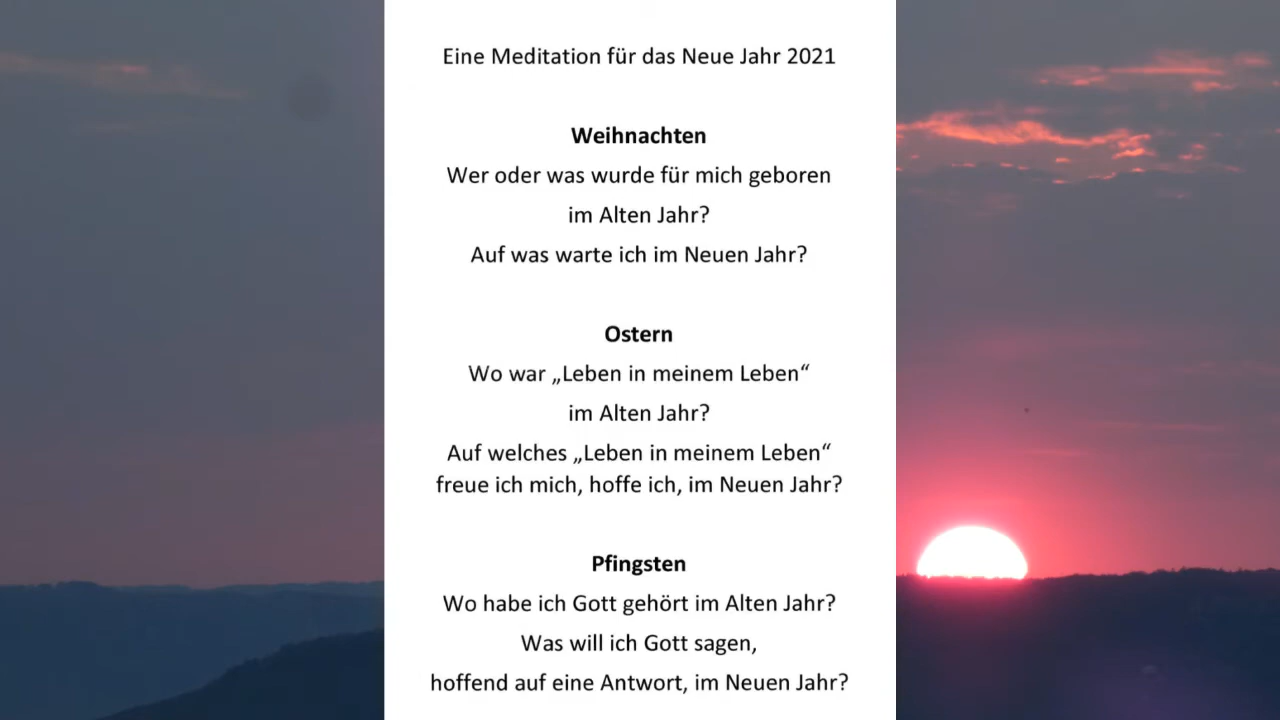 Eine Meditation für das Neue Jahr 2021
Weihnachten
Wer oder was wurde für mich geboren
im Alten Jahr?
Auf was warte ich im Neuen Jahr?
Ostern
Wo war „Leben in meinem Leben“
im Alten Jahr?
Auf welches „Leben in meinem Leben“
freue ich mich, hoffe ich, im Neuen Jahr?
Pfingsten
Wo habe ich Gott gehört im Alten Jahr?
Was will ich Gott sagen,
hoffend auf eine Antwort, im Neuen Jahr?